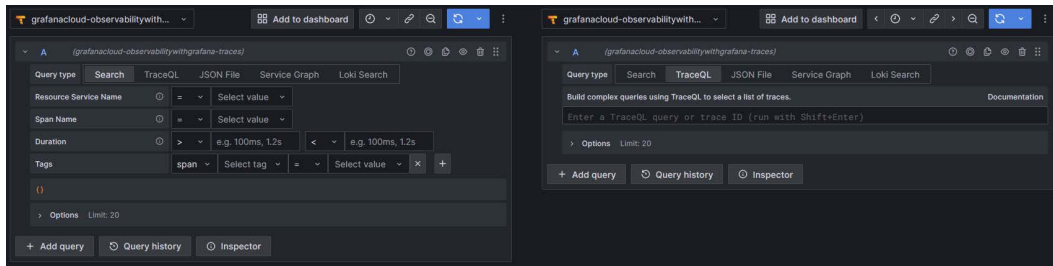 grafanacloud-observabilitywith...
Add to dashboard
A (grafanacloud-observabilitywithgrafana-traces)
Query type Search TraceQL JSON File Service Graph Loki Search
Resource Service Name = Select value
Span Name = Select value
Duration > e.g. 100ms, 1.2s < e.g. 100ms, 1.2s
Tags span Select tag = Select value × +
{}
> Options Limit: 20
+ Add query Query history Inspector
grafanacloud-observabilitywith...
Add to dashboard
A (grafanacloud-observabilitywithgrafana-traces)
Query type Search TraceQL JSON File Service Graph Loki Search
Build complex queries using TraceQL to select a list of traces. Documentation
Enter a TraceQL query or trace ID (run with Shift+Enter)
> Options Limit: 20
+ Add query Query history Inspector